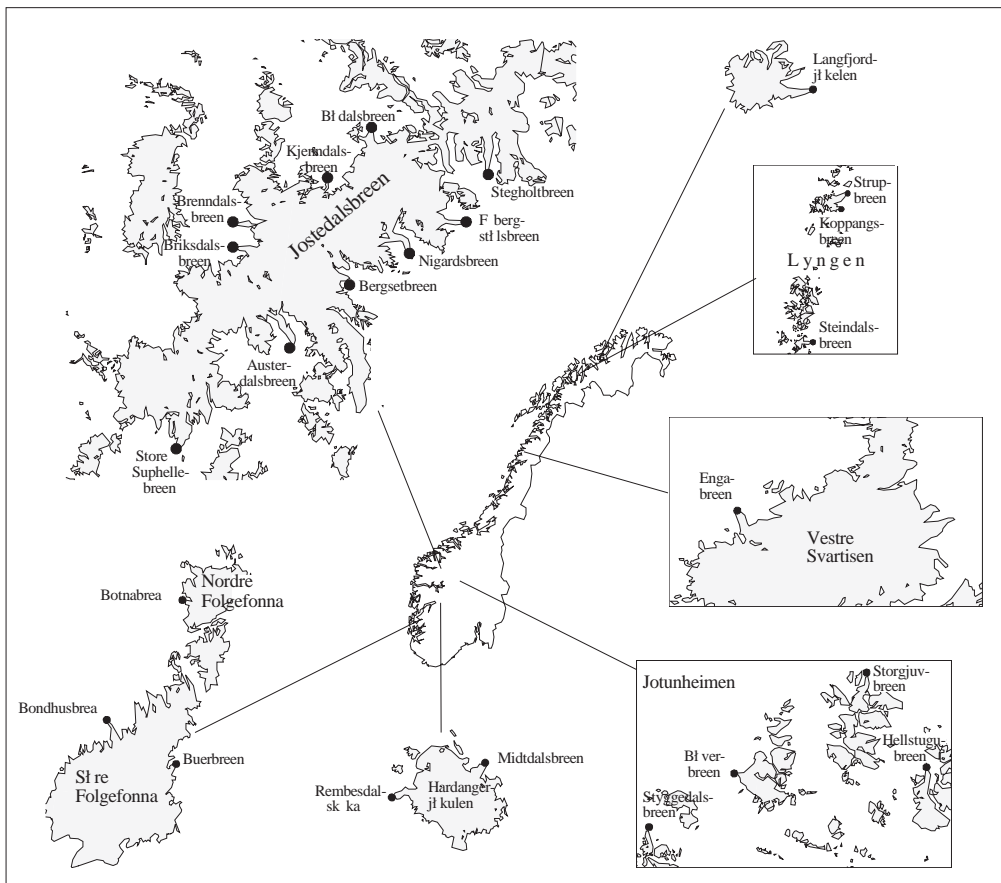 Langfjord-
jł kelen
Bł dalsbreen
Kjenndals-
breen
Stegholtbreen
Brenndals-
breen
Jostedalsbreen
F berg-
stł lsbreen
Briksdals-
breen
Nigardsbreen
Bergsetbreen
Auster-
dalsbreen
Store
Suphelle-
breen
Strup-
breen
Koppangs-
breen
Lyngen
Steindals-
breen
Enga-
breen
Vestre
Svartisen
Nordre
Folgefonna
Botnabrea
Bondhusbrea
Buerbreen
Sł re
Folgefonna
Midtdalsbreen
Rembesdal-
sk ka
Hardanger-
jł kulen
Jotunheimen
Storgjuv-
breen
Hellstugu-
breen
Bł ver-
breen
Styggedals-
breen